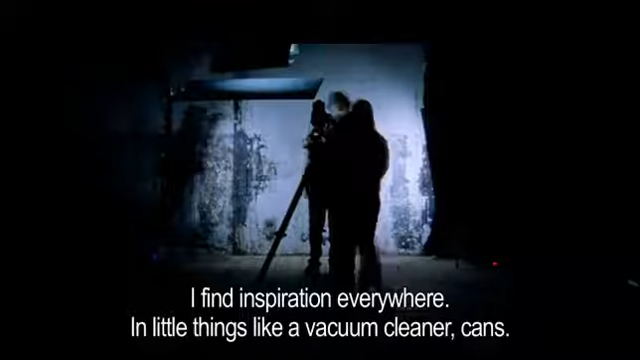 I find inspiration everywhere.
In little things like a vacuum cleaner, cans.